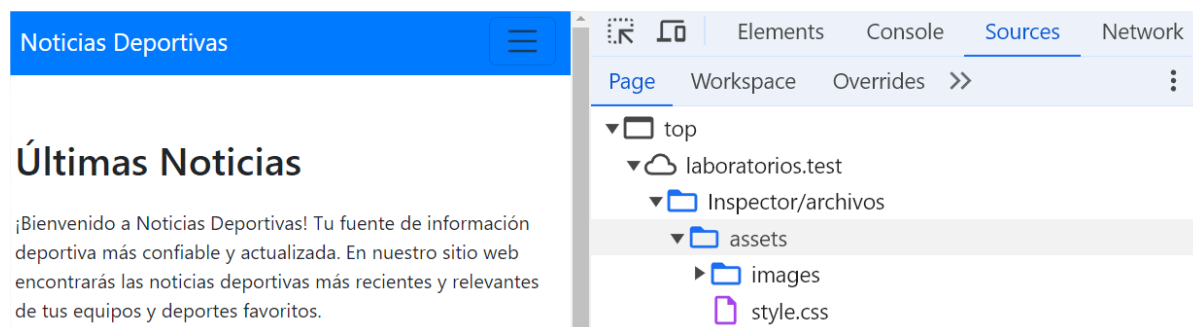 Noticias Deportivas
Últimas Noticias
¡Bienvenido a Noticias Deportivas! Tu fuente de información
deportiva más confiable y actualizada. En nuestro sitio web
encontrarás las noticias deportivas más recientes y relevantes
de tus equipos y deportes favoritos.
Elements Console Sources Network
Page Workspace Overrides
top
laboratorios.test
Inspector/archivos
assets
images
style.css